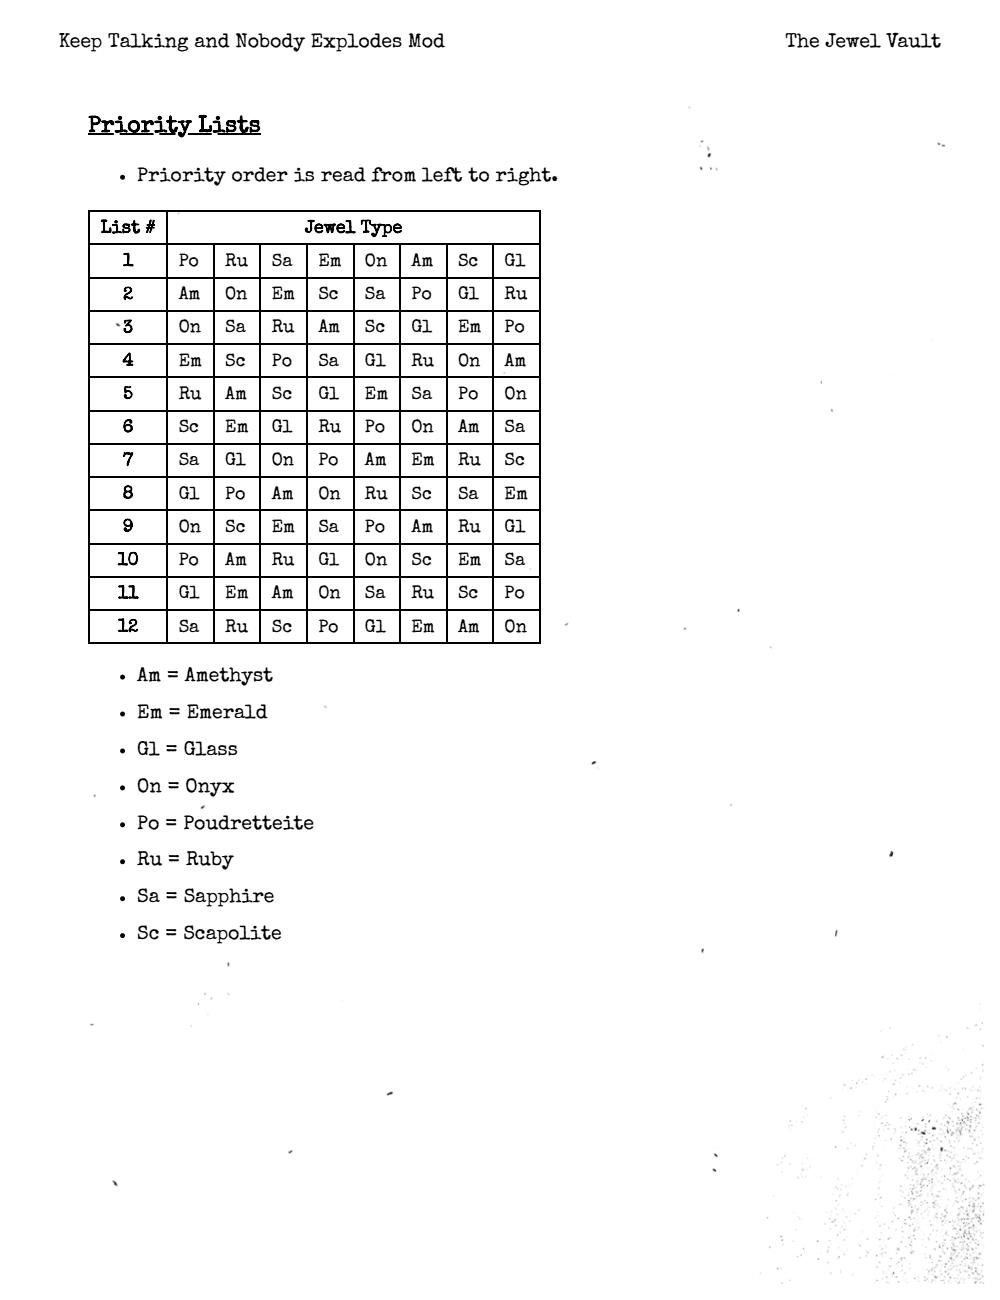 Keep Talking and Nobody Explodes Mod The Jewel Vault
Priority Lists
• Priority order is read from left to right.
List # Jewel Type
1 Po Ru Sa Em On Am Sc Gl
2 Am On Em Sc Sa Po Gl Ru
3 On Sa Ru Am Sc Gl Em Po
4 Em Sc Po Sa Gl Ru On Am
5 Ru Am Sc Gl Em Sa Po On
6 Sc Em Gl Ru Po On Am Sa
7 Sa Gl On Po Am Em Ru Sc
8 Gl Po Am On Ru Sc Sa Em
9 On Sc Em Sa Po Am Ru Gl
10 Po Am Ru Gl On Sc Em Sa
11 Gl Em Am On Sa Ru Sc Po
12 Sa Ru Sc Po Gl Em Am On
• Am = Amethyst
• Em = Emerald
• Gl = Glass
• On = Onyx
• Po = Poudretteite
• Ru = Ruby
• Sa = Sapphire
• Sc = Scapolite